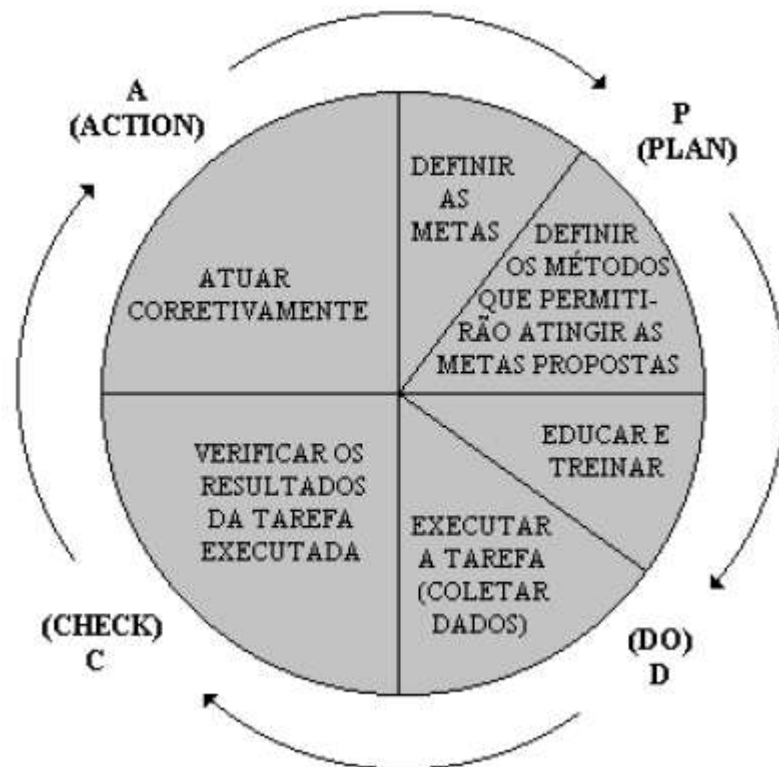 A
(ACTION)
P
(PLAN)
DEFINIR
AS
METAS
DEFINIR
OS MÉTODOS
QUE PERMITI-
RÃO ATINGIR AS
METAS PROPOSTAS
ATUAR
CORRETIVAMENTE
EDUCAR E
TREINAR
VERIFICAR OS
RESULTADOS
DA TAREFA
EXECUTADA
EXECUTAR
A TAREFA
(COLETAR
DADOS)
(CHECK)
C
(DO)
D